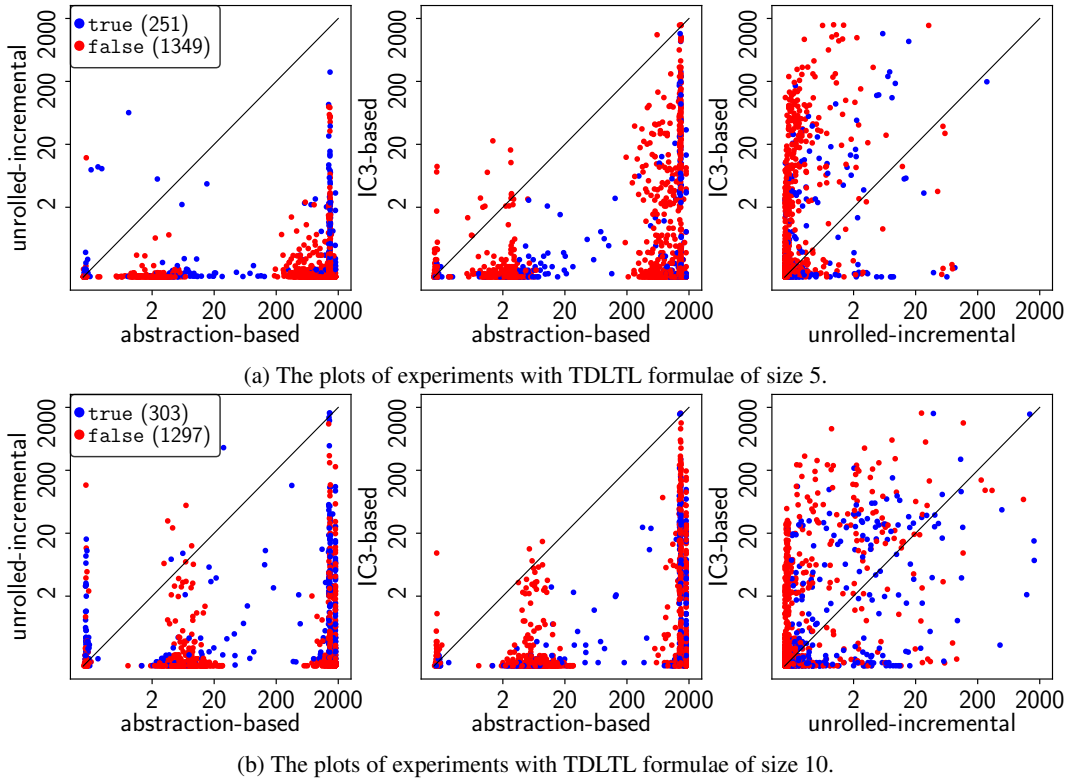 true (251)
false (1349)
unrolled-incremental
2000
200
20
2
2 20 200 2000
abstraction-based
IC3-based
2000
200
20
2
2 20 200 2000
abstraction-based
IC3-based
2000
200
20
2
2 20 200 2000
unrolled-incremental
(a) The plots of experiments with TDLTL formulae of size 5.
true (303)
false (1297)
unrolled-incremental
2000
200
20
2
2 20 200 2000
abstraction-based
IC3-based
2000
200
20
2
2 20 200 2000
abstraction-based
IC3-based
2000
200
20
2
2 20 200 2000
unrolled-incremental
(b) The plots of experiments with TDLTL formulae of size 10.